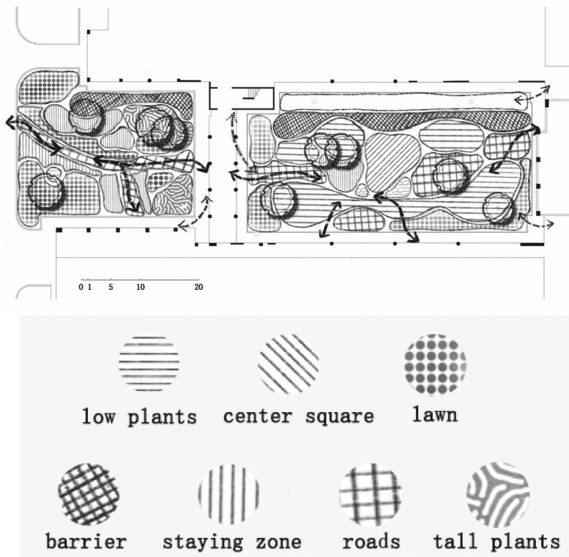 0 1 5 10 20
low plants center square lawn
barrier staying zone roads tall plants